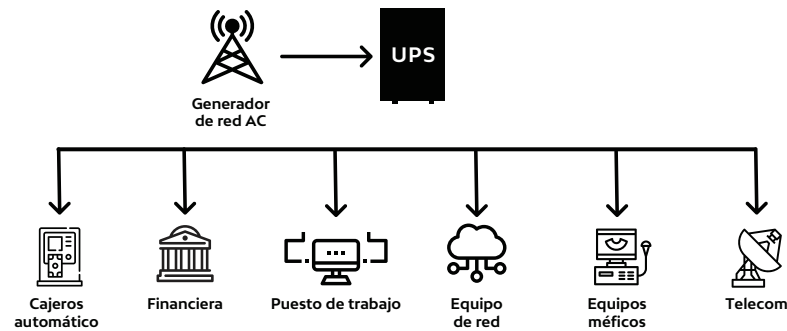 UPS
Generador
de red AC
Cajeros
automático
Financiera
Puesto de trabajo
Equipo
de red
Equipos
méficos
Telecom